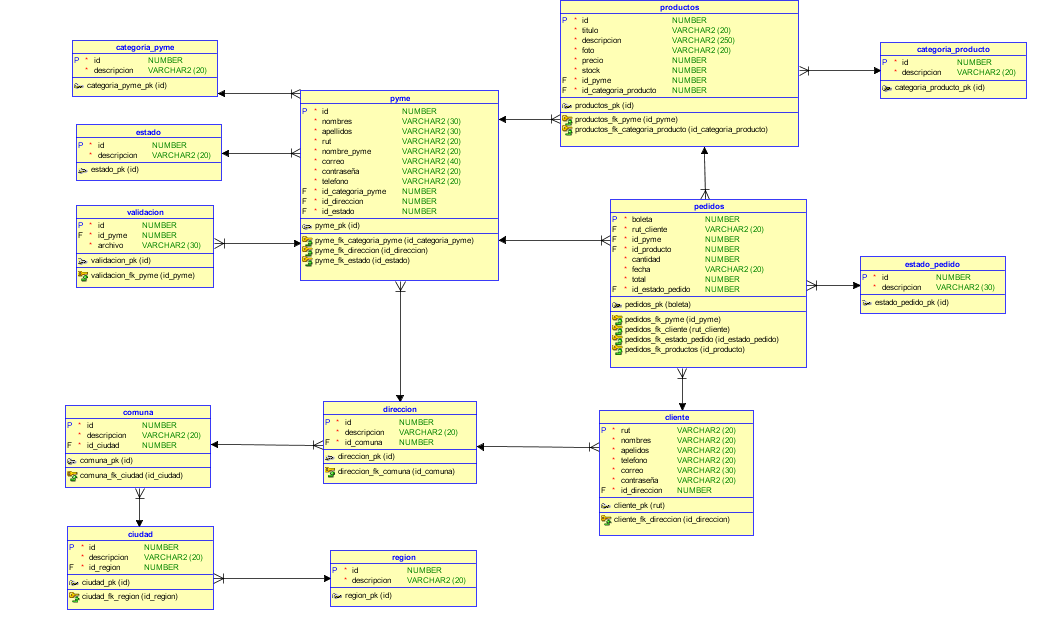 productos
P * id NUMBER
* titulo VARCHAR2 (20)
* descripcion VARCHAR2 (250)
* foto VARCHAR2 (20)
* precio NUMBER
* stock NUMBER
F * id_pyme NUMBER
F * id_categoria_producto NUMBER
productos_pk (id)
productos_fk_pyme (id_pyme)
productos_fk_categoria_producto (id_categoria_producto)
categoria_pyme
P * id NUMBER
* descripcion VARCHAR2 (20)
categoria_pyme_pk (id)
categoria_producto
P * id NUMBER
* descripcion VARCHAR2 (20)
categoria_producto_pk (id)
pyme
P * id NUMBER
* nombres VARCHAR2 (30)
* apellidos VARCHAR2 (30)
* rut VARCHAR2 (20)
* nombre_pyme VARCHAR2 (20)
* correo VARCHAR2 (40)
* contraseña VARCHAR2 (20)
* telefono VARCHAR2 (20)
F * id_categoria_pyme NUMBER
F * id_direccion NUMBER
F * id_estado NUMBER
pyme_pk (id)
pyme_fk_categoria_pyme (id_categoria_pyme)
pyme_fk_direccion (id_direccion)
pyme_fk_estado (id_estado)
estado
P * id NUMBER
* descripcion VARCHAR2 (20)
estado_pk (id)
validacion
P * id NUMBER
F * id_pyme NUMBER
* archivo VARCHAR2 (30)
validacion_pk (id)
validacion_fk_pyme (id_pyme)
pedidos
P * boleta NUMBER
F * rut_cliente VARCHAR2 (20)
F * id_pyme NUMBER
F * id_producto NUMBER
* cantidad NUMBER
* fecha VARCHAR2 (20)
* total NUMBER
F * id_estado_pedido NUMBER
pedidos_pk (boleta)
pedidos_fk_pyme (id_pyme)
pedidos_fk_cliente (rut_cliente)
pedidos_fk_estado_pedido (id_estado_pedido)
pedidos_fk_productos (id_producto)
estado_pedido
P * id NUMBER
* descripcion VARCHAR2 (30)
estado_pedido_pk (id)
comuna
P * id NUMBER
* descripcion VARCHAR2 (20)
F * id_ciudad NUMBER
comuna_pk (id)
comuna_fk_ciudad (id_ciudad)
direccion
P * id NUMBER
* descripcion VARCHAR2 (20)
F * id_comuna NUMBER
direccion_pk (id)
direccion_fk_comuna (id_comuna)
cliente
P * rut VARCHAR2 (20)
* nombres VARCHAR2 (20)
* apelidos VARCHAR2 (20)
* telefono VARCHAR2 (20)
* correo VARCHAR2 (30)
* contraseña VARCHAR2 (20)
F * id_direccion NUMBER
cliente_pk (rut)
cliente_fk_direccion (id_direccion)
ciudad
P * id NUMBER
* descripcion VARCHAR2 (20)
F * id_region NUMBER
ciudad_pk (id)
ciudad_fk_region (id_region)
region
P * id NUMBER
* descripcion VARCHAR2 (20)
region_pk (id)